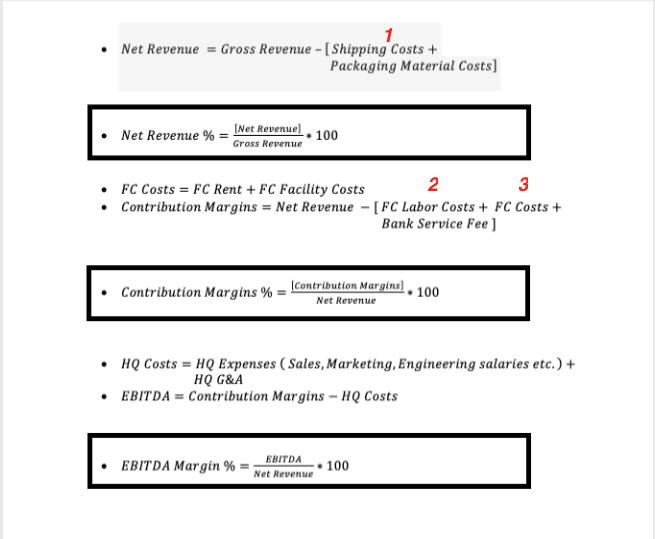 1
• Net Revenue = Gross Revenue – [ Shipping Costs +
Packaging Material Costs]
• Net Revenue % = [Net Revenue] / Gross Revenue * 100
• FC Costs = FC Rent + FC Facility Costs
2 3
• Contribution Margins = Net Revenue – [ FC Labor Costs + FC Costs +
Bank Service Fee ]
• Contribution Margins % = [Contribution Margins] / Net Revenue * 100
• HQ Costs = HQ Expenses ( Sales, Marketing, Engineering salaries etc. ) +
HQ G&A
• EBITDA = Contribution Margins – HQ Costs
• EBITDA Margin % = EBITDA / Net Revenue * 100